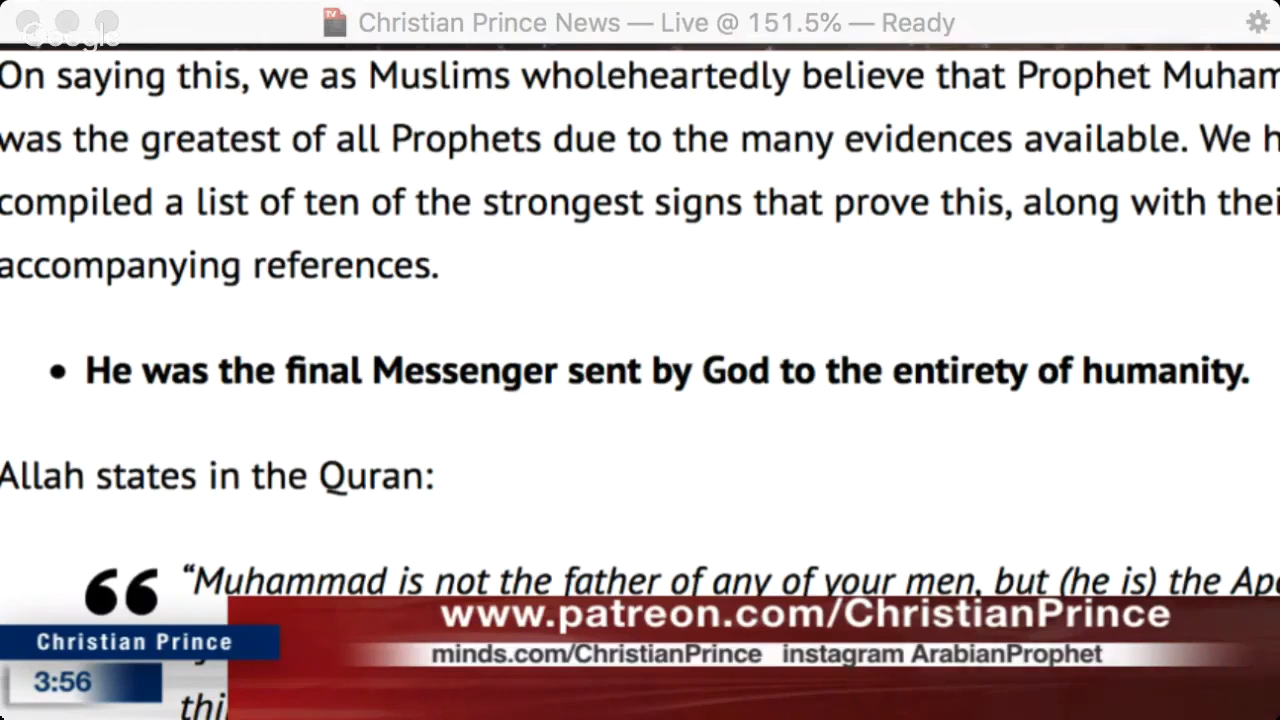 Christian Prince News — Live @ 151.5% — Ready
Google
On saying this, we as Muslims wholeheartedly believe that Prophet Muham
was the greatest of all Prophets due to the many evidences available. We h
compiled a list of ten of the strongest signs that prove this, along with thei
accompanying references.
• He was the final Messenger sent by God to the entirety of humanity.
Allah states in the Quran:
“Muhammad is not the father of any of your men, but (he is) the Apo
www.patreon.com/ChristianPrince
Christian Prince
minds.com/ChristianPrince instagram ArabianProphet
3:56
thi